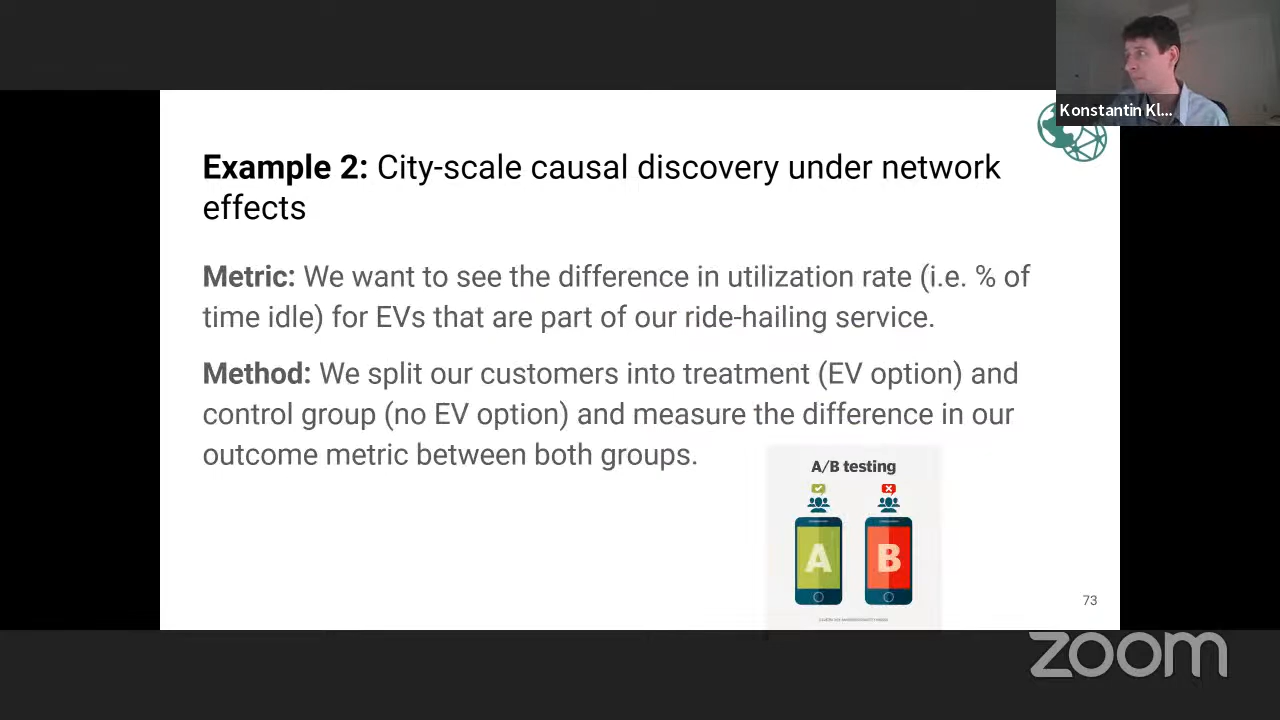 Konstantin Kl...
Example 2: City-scale causal discovery under network
effects
Metric: We want to see the difference in utilization rate (i.e. % of
time idle) for EVs that are part of our ride-hailing service.
Method: We split our customers into treatment (EV option) and
control group (no EV option) and measure the difference in our
outcome metric between both groups.
A/B testing
A B
73
zoom